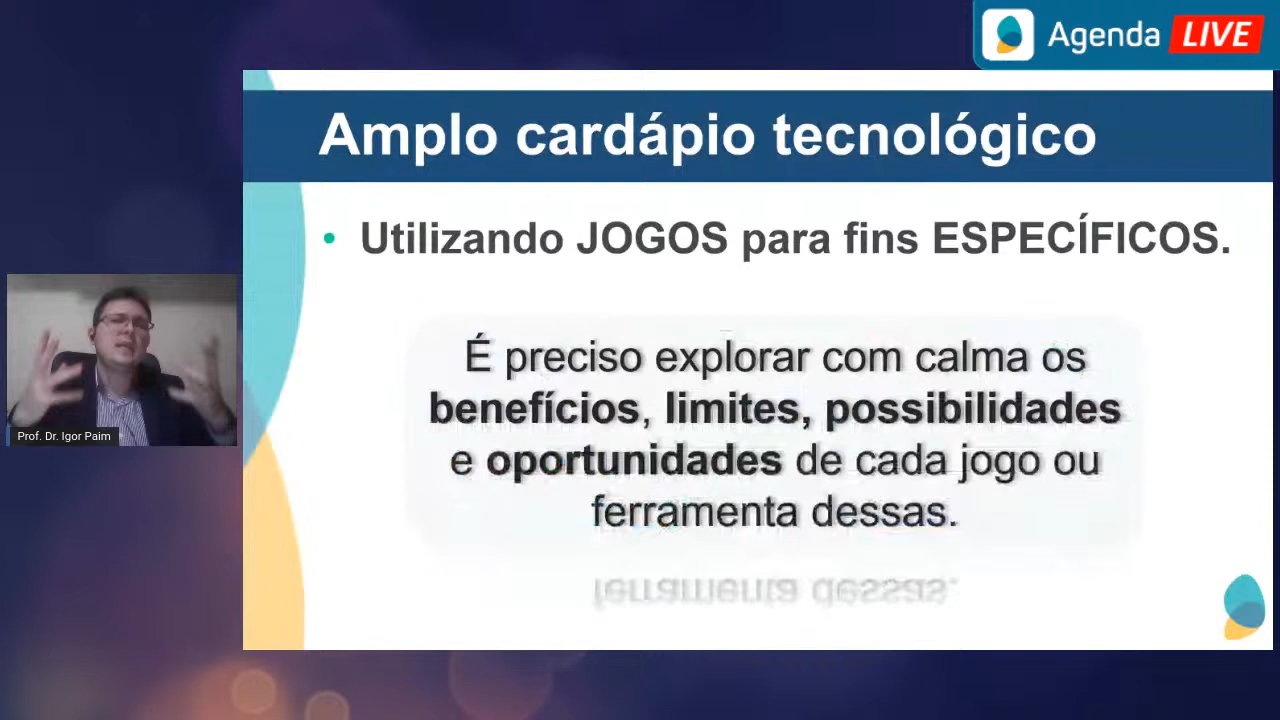 Agenda LIVE
Amplo cardápio tecnológico
• Utilizando JOGOS para fins ESPECÍFICOS.
É preciso explorar com calma os
benefícios, limites, possibilidades
e oportunidades de cada jogo ou
ferramenta dessas.
Prof. Dr. Igor Paim